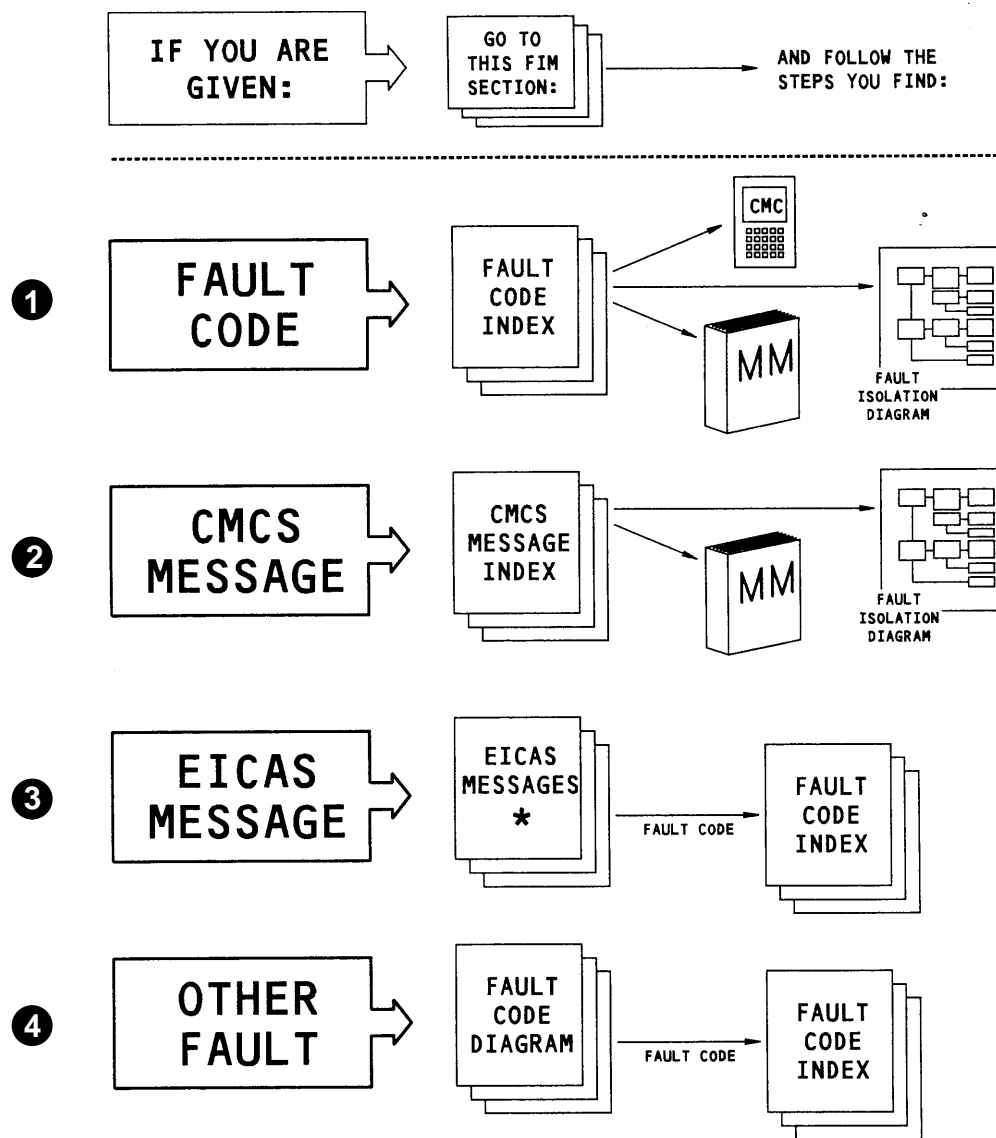 IF YOU ARE
GIVEN:
GO TO
THIS FIM
SECTION:
AND FOLLOW THE
STEPS YOU FIND:
1
FAULT
CODE
FAULT
CODE
INDEX
CMC
MM
FAULT
ISOLATION
DIAGRAM
2
CMCS
MESSAGE
CMCS
MESSAGE
INDEX
MM
FAULT
ISOLATION
DIAGRAM
3
EICAS
MESSAGE
EICAS
MESSAGES
*
FAULT CODE
FAULT
CODE
INDEX
4
OTHER
FAULT
FAULT
CODE
DIAGRAM
FAULT CODE
FAULT
CODE
INDEX